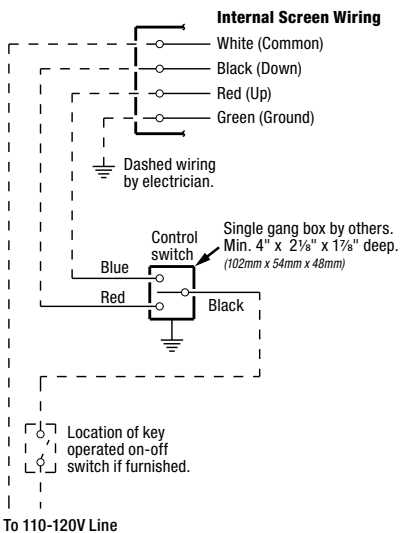 Internal Screen Wiring
White (Common)
Black (Down)
Red (Up)
Green (Ground)
Dashed wiring
by electrician.
Single gang box by others.
Min. 4" x 2⅛" x 1⅞" deep.
(102mm x 54mm x 48mm)
Control
switch
Blue
Red
Black
Location of key
operated on-off
switch if furnished.
To 110-120V Line